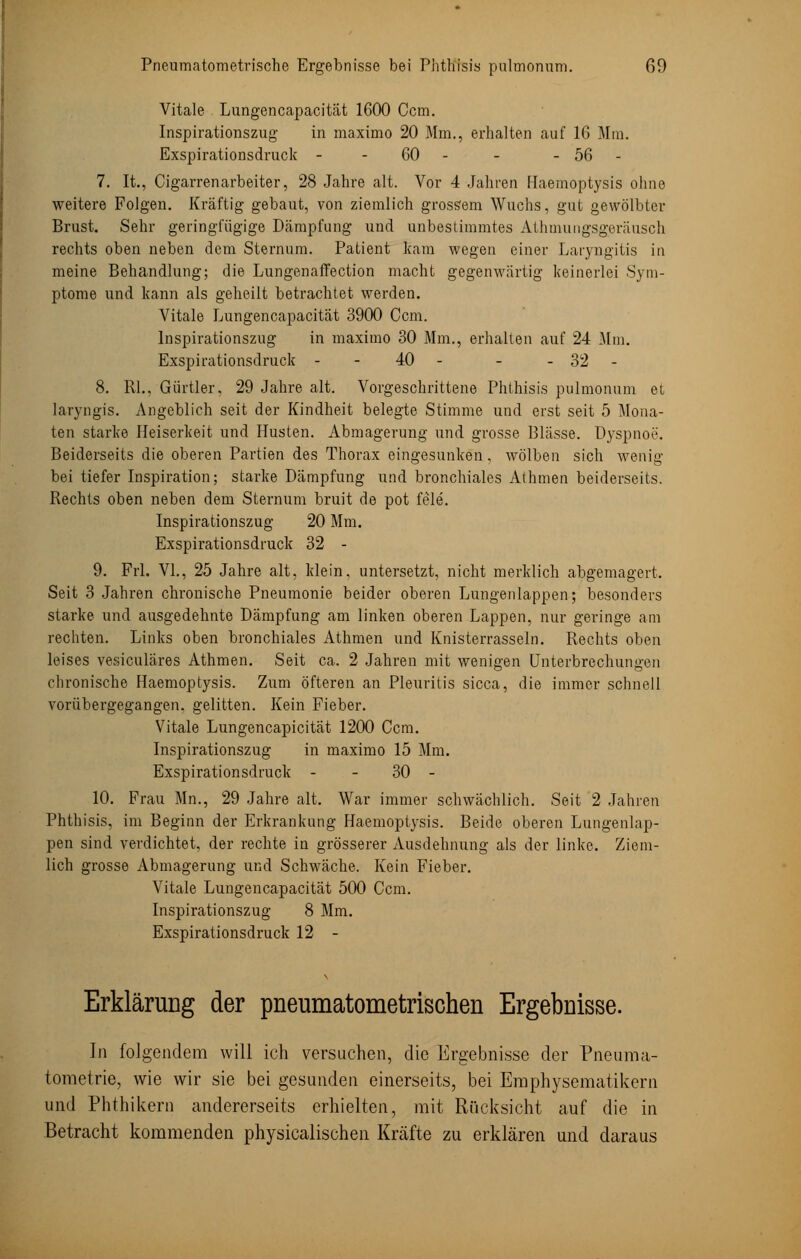 Pneumatometrische Ergebnisse bei Phthisis pulmonum. 69
Vitale Lungencapacität 1600 Ccm.
Inspirationszug in maximo 20 Mm., erhalten auf 16 Mm.
Exspirationsdruck - - 60 - - - 56 -
7. It., Cigarrenarbeiter, 28 Jahre alt. Vor 4 Jahren Haemoptysis ohne
weitere Folgen. Kräftig gebaut, von ziemlich grossem Wuchs, gut gewölbter
Brust. Sehr geringfügige Dämpfung und unbestimmtes Athmungsgeräusch
rechts oben neben dem Sternum. Patient kam wegen einer Laryngitis in
meine Behandlung; die Lungenaffection macht gegenwärtig keinerlei Sym-
ptome und kann als geheilt betrachtet werden.
Vitale Lungencapacität 3900 Ccm.
Inspirationszug in maximo 30 Mm., erhalten auf 24 Mm.
Exspirationsdruck - - 40 - - - 32 -
8. Rl., Gürtler, 29 Jahre alt. Vorgeschrittene Phthisis pulmonum et
laryngis. Angeblich seit der Kindheit belegte Stimme und erst seit 5 Mona-
ten starke Heiserkeit und Husten. Abmagerung und grosse Blässe. Dyspnoë.
Beiderseits die oberen Partien des Thorax eingesunken, wölben sich wenig
bei tiefer Inspiration; starke Dämpfung und bronchiales Athmen beiderseits.
Rechts oben neben dem Sternum bruit de pot fêlé.
Inspirationszug 20 Mm.
Exspirationsdruck 32 -
9. Frl. Vl., 25 Jahre alt, klein, untersetzt, nicht merklich abgemagert.
Seit 3 Jahren chronische Pneumonie beider oberen Lungenlappen; besonders
starke und ausgedehnte Dämpfung am linken oberen Lappen, nur geringe am
rechten. Links oben bronchiales Athmen und Knisterrasseln. Rechts oben
leises vesiculäres Athmen. Seit ca. 2 Jahren mit wenigen Unterbrechungen
chronische Haemoptysis. Zum öfteren an Pleuritis sicca, die immer schnell
vorübergegangen, gelitten. Kein Fieber.
Vitale Lungencapicität 1200 Ccm.
Inspirationszug in maximo 15 Mm.
Exspirationsdruck - - 30 -
10. Frau Mn., 29 Jahre alt. War immer schwächlich. Seit 2 Jahren
Phthisis, im Beginn der Erkrankung Haemoptysis. Beide oberen Lungenlap-
pen sind verdichtet, der rechte in grösserer Ausdehnung als der linke. Ziem-
lich grosse Abmagerung und Schwäche. Kein Fieber.
Vitale Lungencapacität 500 Ccm.
Inspirationszug 8 Mm.
Exspirationsdruck 12 -
Erklärung der pneumatometrischen Ergebnisse.
In folgendem will ich versuchen, die Ergebnisse der Pneuma-
tometrie, wie wir sie bei gesunden einerseits, bei Emphysematikern
und Phthikern andererseits erhielten, mit Rücksicht auf die in
Betracht kommenden physicalischen Kräfte zu erklären und daraus